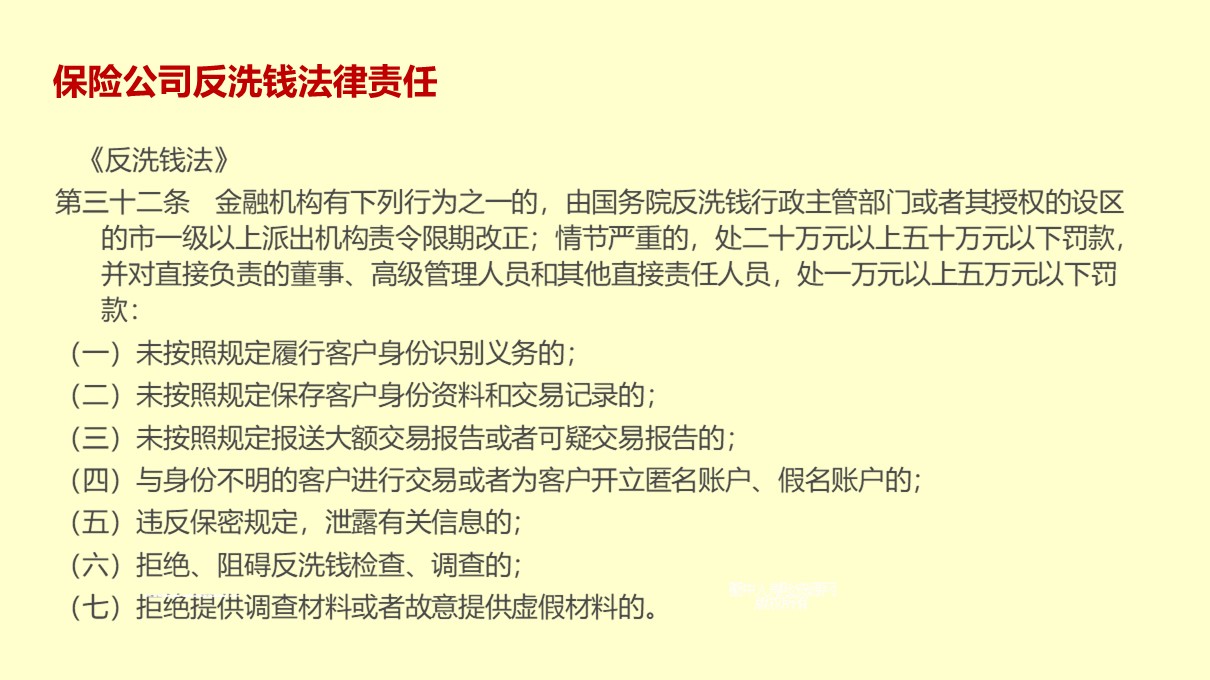 保险公司反洗钱法律责任
《反洗钱法》
第三十二条　金融机构有下列行为之一的，由国务院反洗钱行政主管部门或者其授权的设区
的市一级以上派出机构责令限期改正；情节严重的，处二十万元以上五十万元以下罚款，
并对直接负责的董事、高级管理人员和其他直接责任人员，处一万元以上五万元以下罚
款：
（一）未按照规定履行客户身份识别义务的；
（二）未按照规定保存客户身份资料和交易记录的；
（三）未按照规定报送大额交易报告或者可疑交易报告的；
（四）与身份不明的客户进行交易或者为客户开立匿名账户、假名账户的；
（五）违反保密规定，泄露有关信息的；
（六）拒绝、阻碍反洗钱检查、调查的；
（七）拒绝提供调查材料或者故意提供虚假材料的。